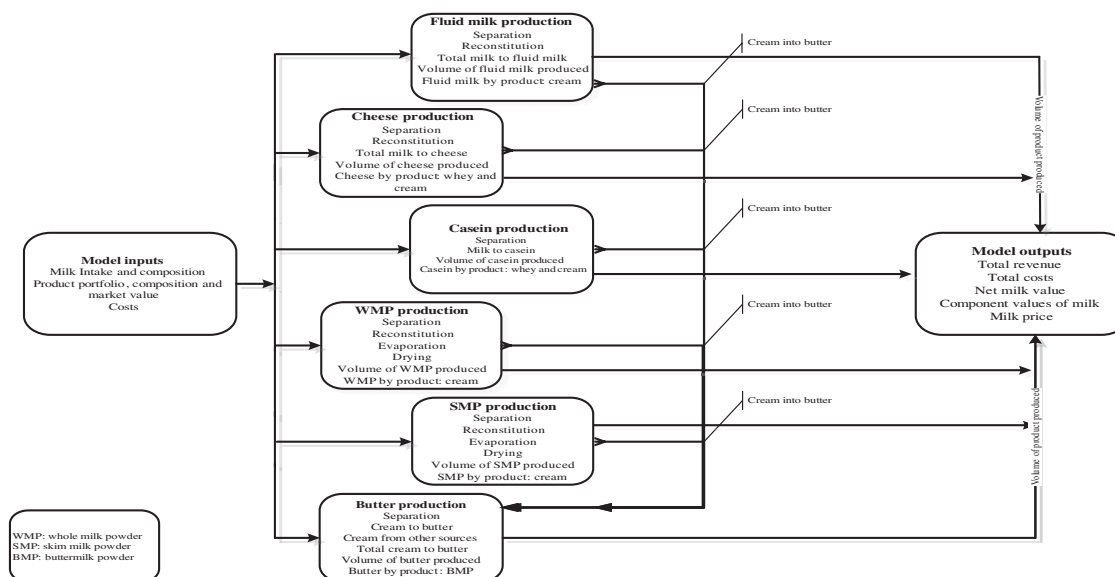 Fluid milk production
Separation
Reconstitution
Total milk to fluid milk
Volume of fluid milk produced
Fluid milk by product: cream
Cream into butter
Cheese production
Separation
Reconstitution
Total milk to cheese
Volume of cheese produced
Cheese by product: whey and
cream
Cream into butter
Volume of product produced
Casein production
Separation
Milk to casein
Volume of casein produced
Casein by product : whey and cream
Cream into butter
Model inputs
Milk Intake and composition
Product portfolio, composition and
market value
Costs
Model outputs
Total revenue
Total costs
Net milk value
Component values of milk
Milk price
WMP production
Separation
Reconstitution
Evaporation
Drying
Volume of WMP produced
WMP by product: cream
Cream into butter
SMP production
Separation
Reconstitution
Evaporation
Drying
Volume of SMP produced
SMP by product: cream
Cream into butter
Volume of product produced
Butter production
Separation
Cream to butter
Cream from other sources
Total cream to butter
Volume of butter produced
Butter by product : BMP
WMP: whole milk powder
SMP: skim milk powder
BMP: buttermilk powder